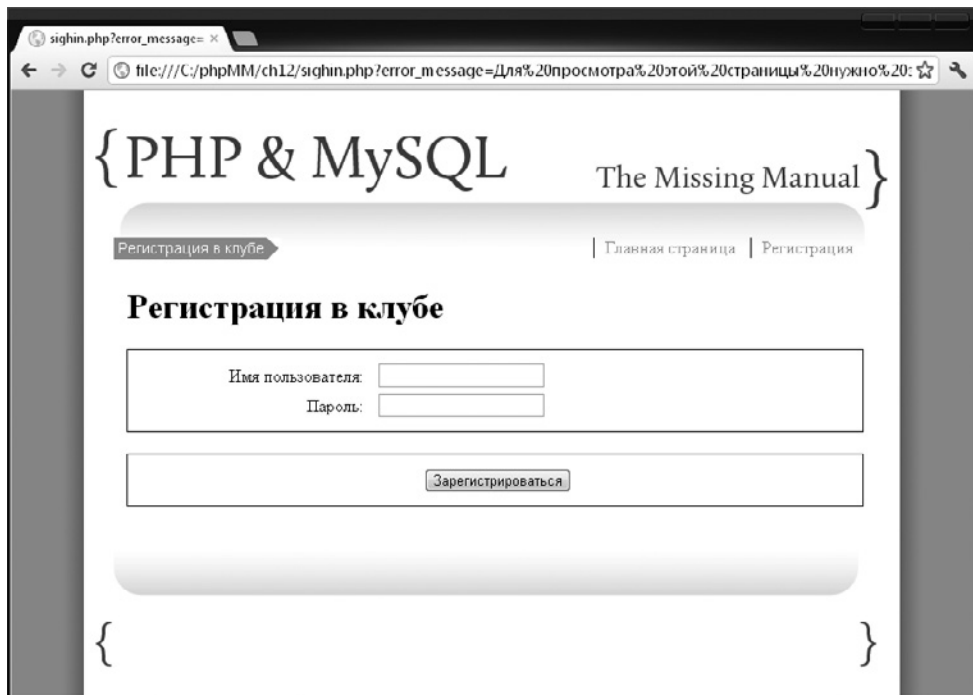 sighin.php?error_message=
file:///C:/phpMM/ch12/sighin.php?error_message=Для%20просмотра%20этой%20страницы%20нужно%20:
{PHP & MySQL
The Missing Manual}
Регистрация в клубе
| Главная страница | Регистрация
Регистрация в клубе
Имя пользователя:
Пароль:
Зарегистрироваться
{ }